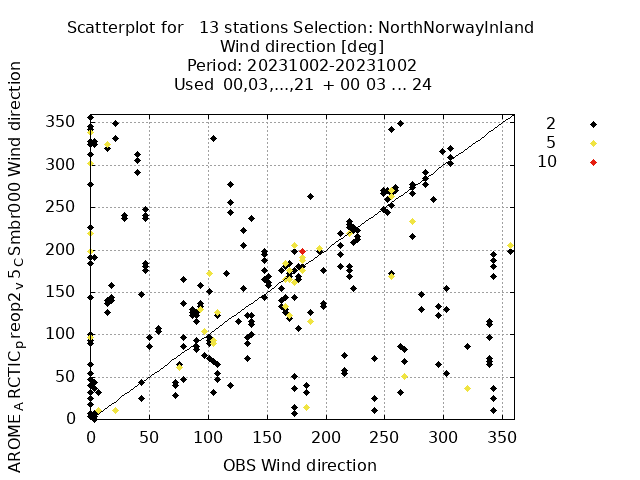 Scatterplot for 13 stations Selection: NorthNorwayInland
Wind direction [deg]
Period: 20231002-20231002
Used 00,03,...,21 + 00 03 ... 24
AROME_ARCTIC_preop2_v5_CSmbr000 Wind direction
350
300
250
200
150
100
50
0
0 50 100 150 200 250 300 350
OBS Wind direction
2
5
10